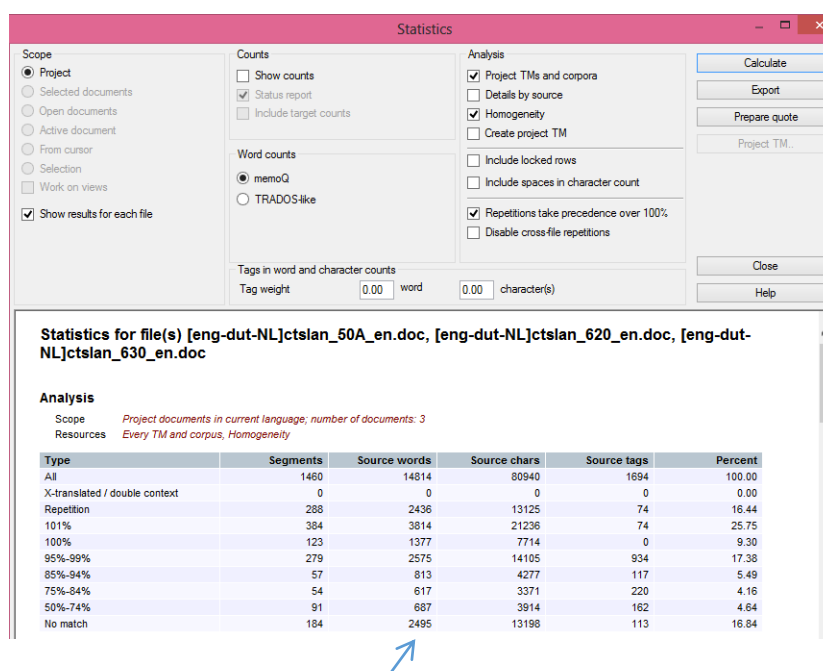 Statistics
Scope
Project
Selected documents
Open documents
Active document
From cursor
Selection
Work on views
Show results for each file
Counts
Show counts
Status report
Include target counts
Word counts
memoQ
TRADOS-like
Analysis
Project TMs and corpora
Details by source
Homogeneity
Create project TM
Include locked rows
Include spaces in character count
Repetitions take precedence over 100%
Disable cross-file repetitions
Calculate
Export
Prepare quote
Project TM..
Close
Help
Tags in word and character counts
Tag weight 0.00 word 0.00 character(s)
Statistics for file(s) [eng-dut-NL]ctslan_50A_en.doc, [eng-dut-NL]ctslan_620_en.doc, [eng-dut-
NL]ctslan_630_en.doc
Analysis
Scope Project documents in current language; number of documents: 3
Resources Every TM and corpus, Homogeneity
Type Segments Source words Source chars Source tags Percent
All 1460 14814 80940 1694 100.00
X-translated / double context 0 0 0 0 0.00
Repetition 288 2436 13125 74 16.44
101% 384 3814 21236 74 25.75
100% 123 1377 7714 0 9.30
95%-99% 279 2575 14105 934 17.38
85%-94% 57 813 4277 117 5.49
75%-84% 54 617 3371 220 4.16
50%-74% 91 687 3914 162 4.64
No match 184 2495 13198 113 16.84